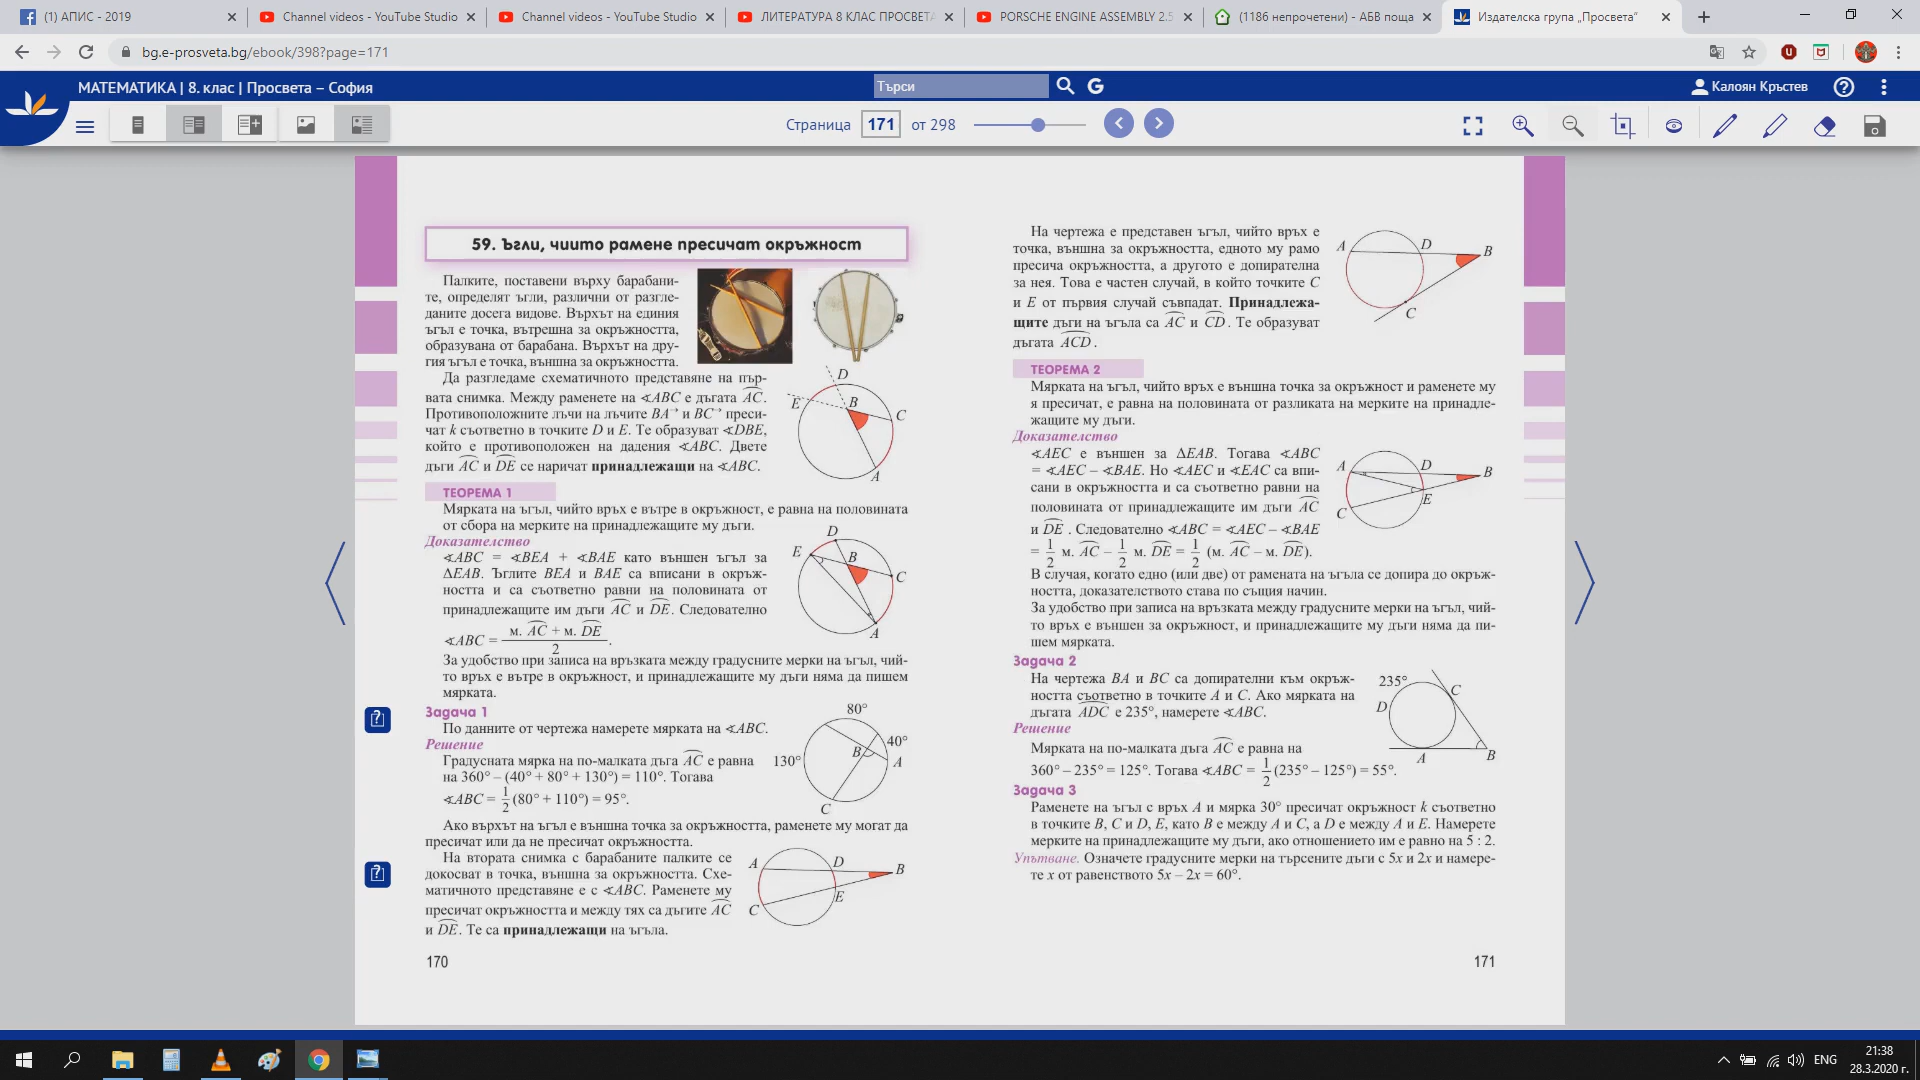 (1) АПИС - 2019
Channel videos - YouTube Studio
Channel videos - YouTube Studio
ЛИТЕРАТУРА 8 КЛАС ПРОСВЕТА
PORSCHE ENGINE ASSEMBLY 2.5
(1186 непрочетени) - АБВ поща
Издателска група „Просвета“
bg.e-prosveta.bg/ebook/398?page=171
МАТЕМАТИКА | 8. клас | Просвета – София
Търси
Калоян Кръстев
Страница 171 от 298
59. Ъгли, чиито рамене пресичат окръжност
Палките, поставени върху барабани-
те, определят ъгли, различни от разгле-
даните досега видове. Върхът на единия
ъгъл е точка, вътрешна за окръжността,
образувана от барабана. Върхът на дру-
гия ъгъл е точка, външна за окръжността.
Да разгледаме схематичното представяне на пър-
вата снимка. Между раменете на ∢ABC е дъгата AC.
Противоположните лъчи на лъчите BA→ и BC→ преси-
чат k съответно в точките D и E. Те образуват ∢DBE,
който е противоположен на дадения ∢ABC. Двете
дъги AC и DE се наричат принадлежащи на ∢ABC.
D
E
B
C
A
ТЕОРЕМА 1
Мярката на ъгъл, чийто връх е вътре в окръжност, е равна на половината
от сбора на мерките на принадлежащите му дъги.
Доказателство
∢ABC = ∢BEA + ∢BAE като външен ъгъл за
ΔEAB. Ъглите BEA и BAE са вписани в окръж-
ността и са съответно равни на половината от
принадлежащите им дъги AC и DE. Следователно
∢ABC = (м. AC + м. DE) / 2.
D
E
B
C
A
За удобство при записа на връзката между градусните мерки на ъгъл, чий-
то връх е вътре в окръжност, и принадлежащите му дъги няма да пишем
мярката.
Задача 1
По данните от чертежа намерете мярката на ∢ABC.
Решение
Градусната мярка на по-малката дъга AC е равна
на 360° – (40° + 80° + 130°) = 110°. Тогава
∢ABC = 1/2 (80° + 110°) = 95°.
80°
40°
B
130°
A
C
Ако върхът на ъгъл е външна точка за окръжността, раменете му могат да
пресичат или да не пресичат окръжността.
На втората снимка с барабаните палките се
докосват в точка, външна за окръжността. Схе-
матичното представяне е с ∢ABC. Раменете му
пресичат окръжността и между тях са дъгите AC
и DE. Те са принадлежащи на ъгъла.
A
D
B
E
C
170
На чертежа е представен ъгъл, чийто връх е
точка, външна за окръжността, едното му рамо
пресича окръжността, а другото е допирателна
за нея. Това е частен случай, в който точките C
и E от първия случай съвпадат. Принадлежа-
щите дъги на ъгъла са AC и CD. Те образуват
дъгата ACD.
A
D
B
C
ТЕОРЕМА 2
Мярката на ъгъл, чийто връх е външна точка за окръжност и раменете му
я пресичат, е равна на половината от разликата на мерките на принадле-
жащите му дъги.
Доказателство
∢AEC е външен за ΔEAB. Тогава ∢ABC
= ∢AEC – ∢BAE. Но ∢AEC и ∢EAC са впи-
сани в окръжността и са съответно равни на
половината от принадлежащите им дъги AC
и DE. Следователно ∢ABC = ∢AEC – ∢BAE
= 1/2 м. AC – 1/2 м. DE = 1/2 (м. AC – м. DE).
A
D
B
E
C
В случая, когато едно (или две) от рамената на ъгъла се допира до окръж-
ността, доказателството става по същия начин.
За удобство при записа на връзката между градусните мерки на ъгъл, чий-
то връх е външен за окръжност, и принадлежащите му дъги няма да пи-
шем мярката.
Задача 2
На чертежа BA и BC са допирателни към окръж-
ността съответно в точките A и C. Ако мярката на
дъгата ADC е 235°, намерете ∢ABC.
Решение
Мярката на по-малката дъга AC е равна на
360° – 235° = 125°. Тогава ∢ABC = 1/2 (235° – 125°) = 55°.
235°
C
D
A
B
Задача 3
Раменете на ъгъл с връх A и мярка 30° пресичат окръжност k съответно
в точките B, C и D, E, като B е между A и C, а D е между A и E. Намерете
мерките на принадлежащите му дъги, ако отношението им е равно на 5 : 2.
Упътване. Означете градусните мерки на търсените дъги с 5x и 2x и намере-
те x от равенството 5x – 2x = 60°.
171
ENG
21:38
28.3.2020 г.